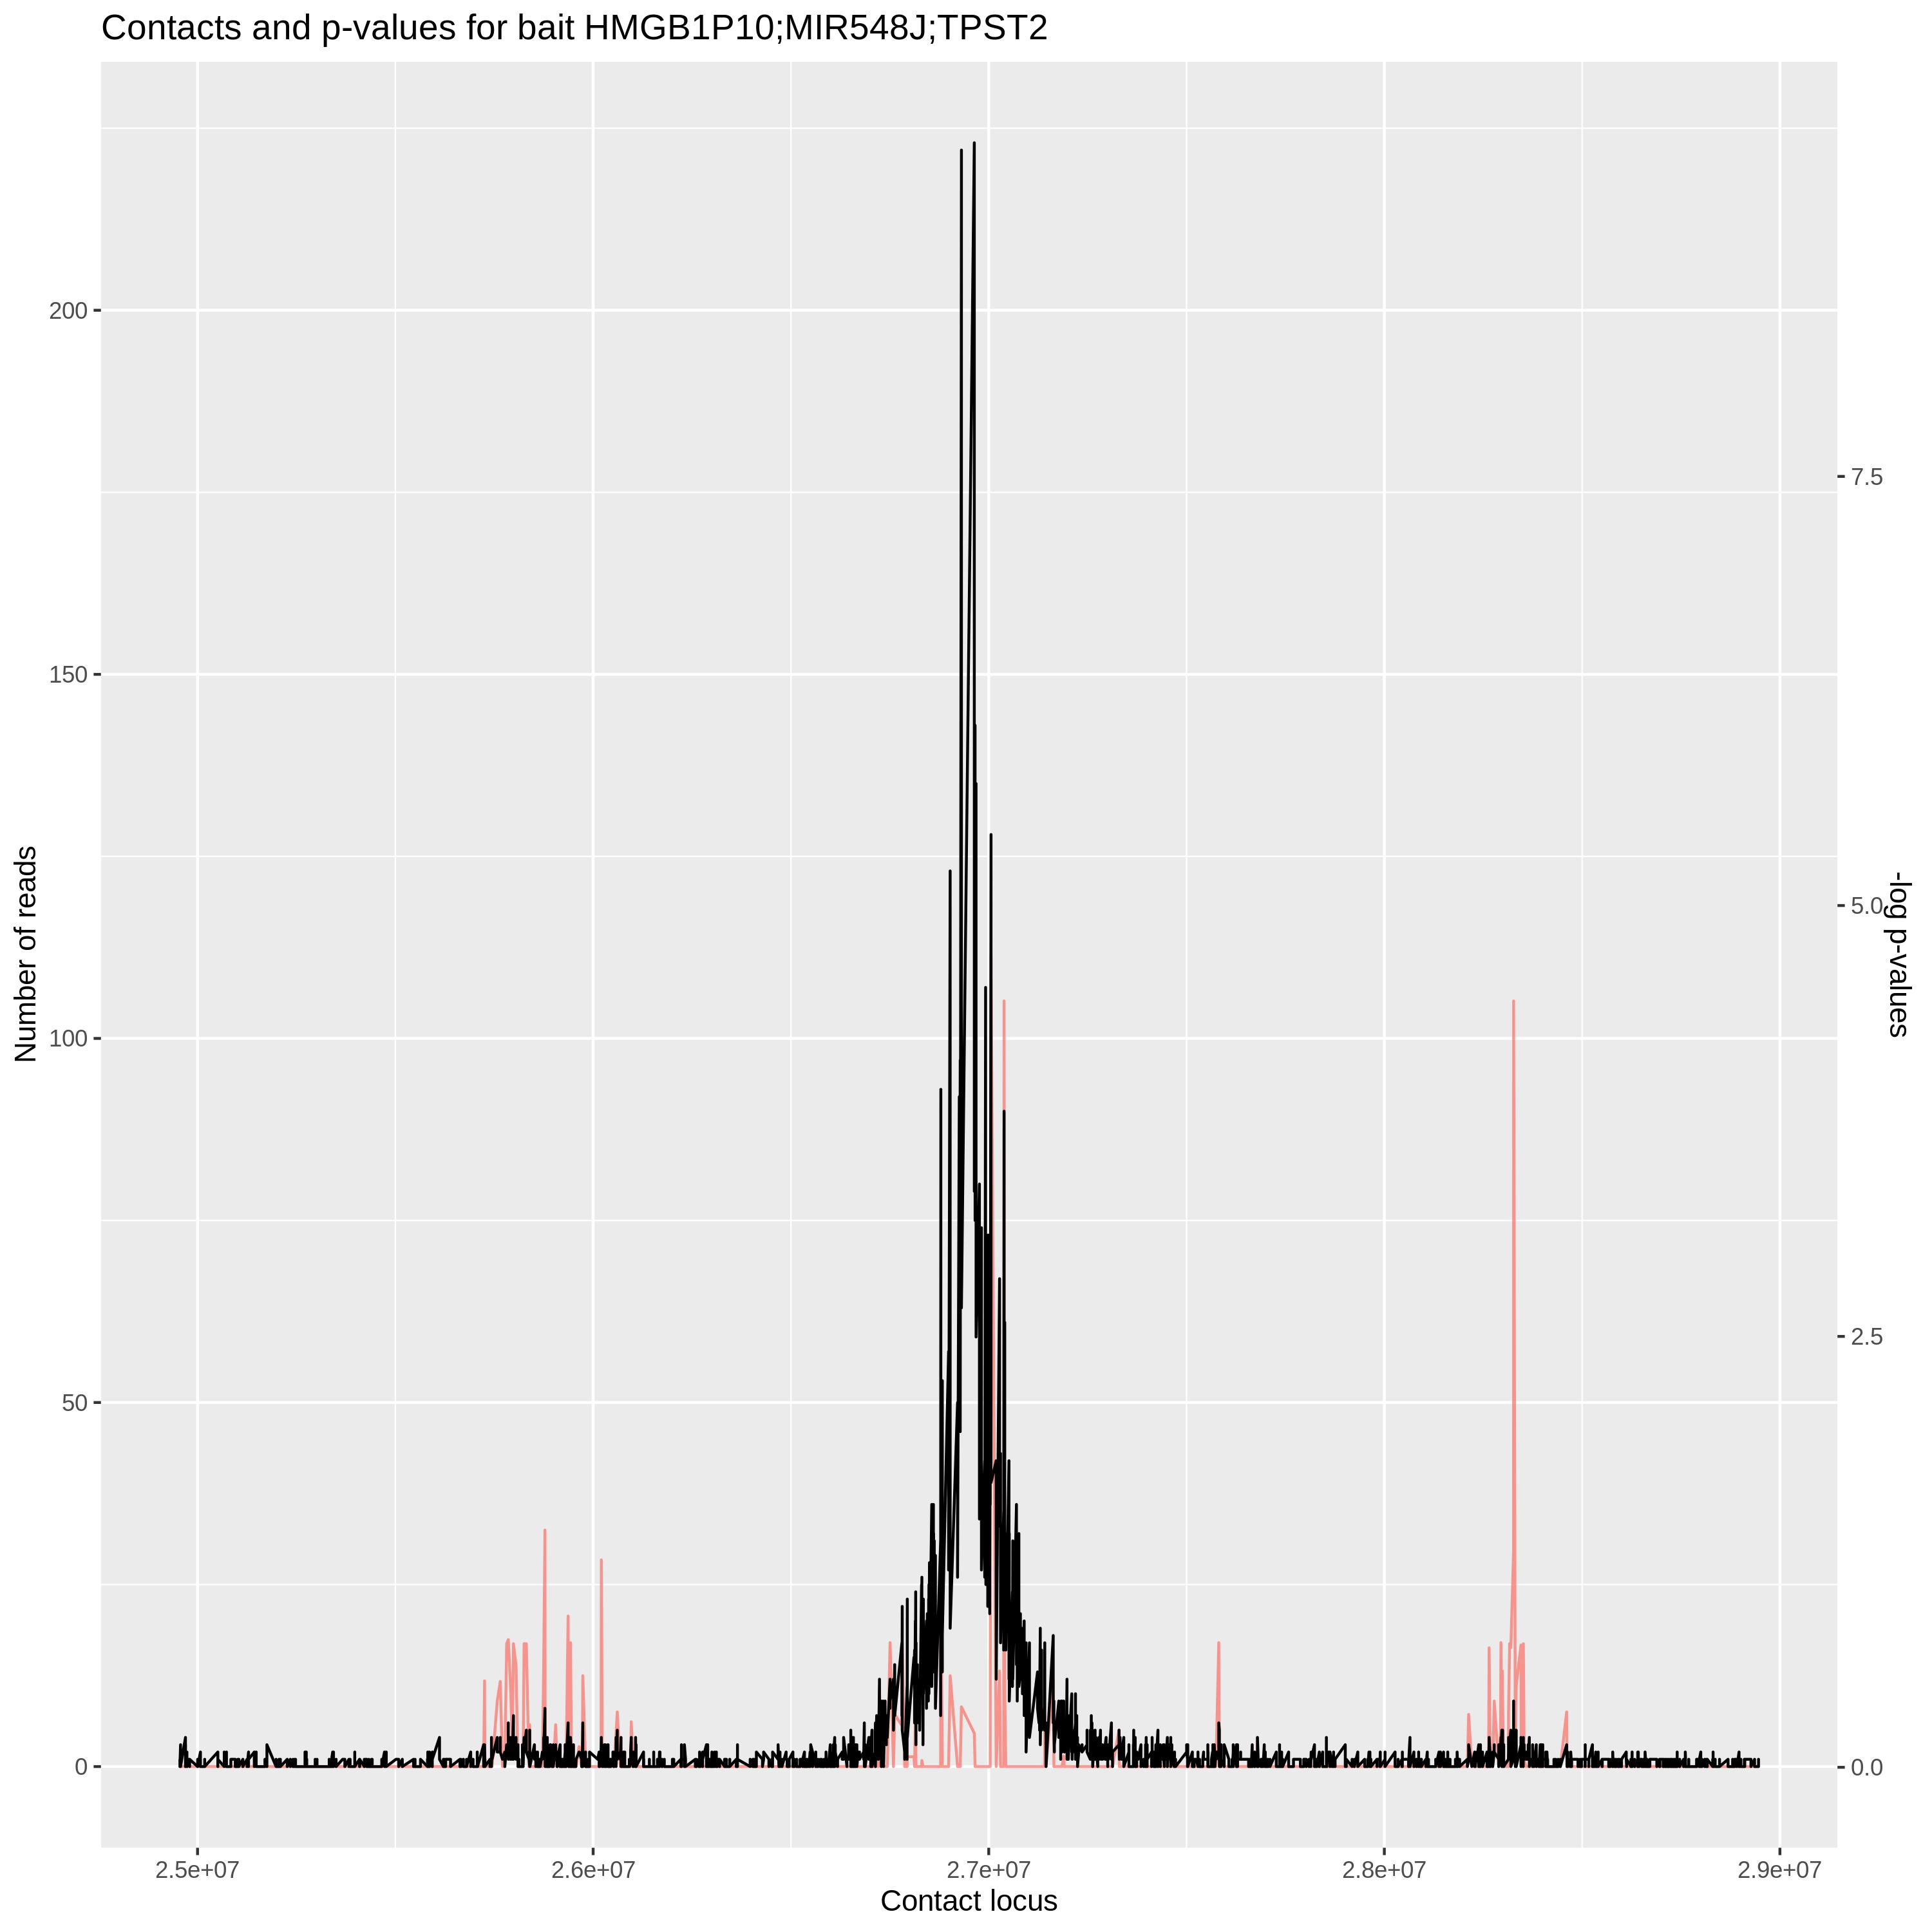 Contacts and p-values for bait HMGB1P10;MIR548J;TPST2
Number of reads
200
150
100
50
0
7.5
5.0
2.5
0.0
-log p-values
2.5e+07
2.6e+07
2.7e+07
2.8e+07
2.9e+07
Contact locus